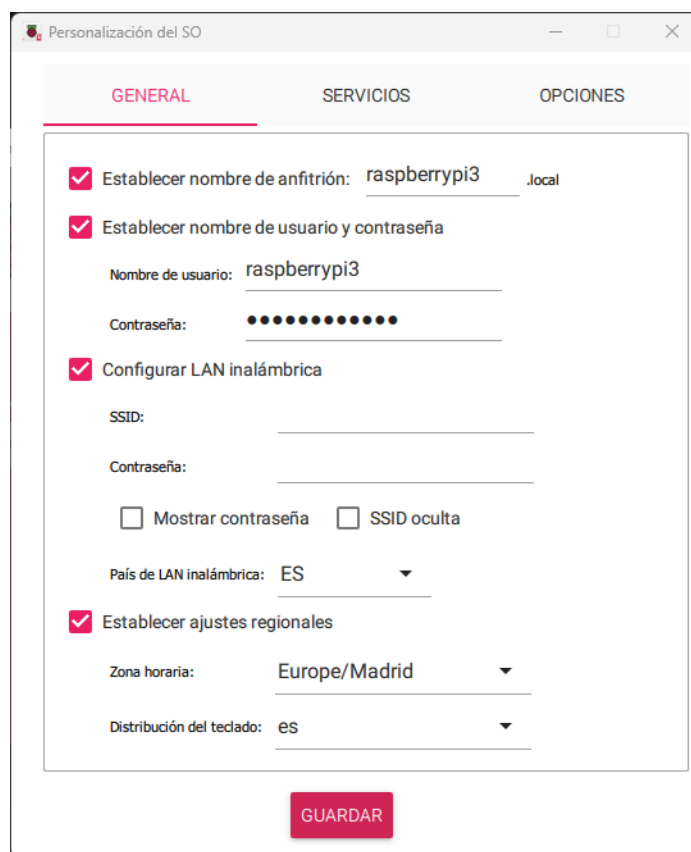 Personalización del SO
GENERAL SERVICIOS OPCIONES
Establecer nombre de anfitrión: raspberrypi3 .local
Establecer nombre de usuario y contraseña
Nombre de usuario: raspberrypi3
Contraseña: ●●●●●●●●●●●●
Configurar LAN inalámbrica
SSID:
Contraseña:
Mostrar contraseña SSID oculta
País de LAN inalámbrica: ES
Establecer ajustes regionales
Zona horaria: Europe/Madrid
Distribución del teclado: es
GUARDAR